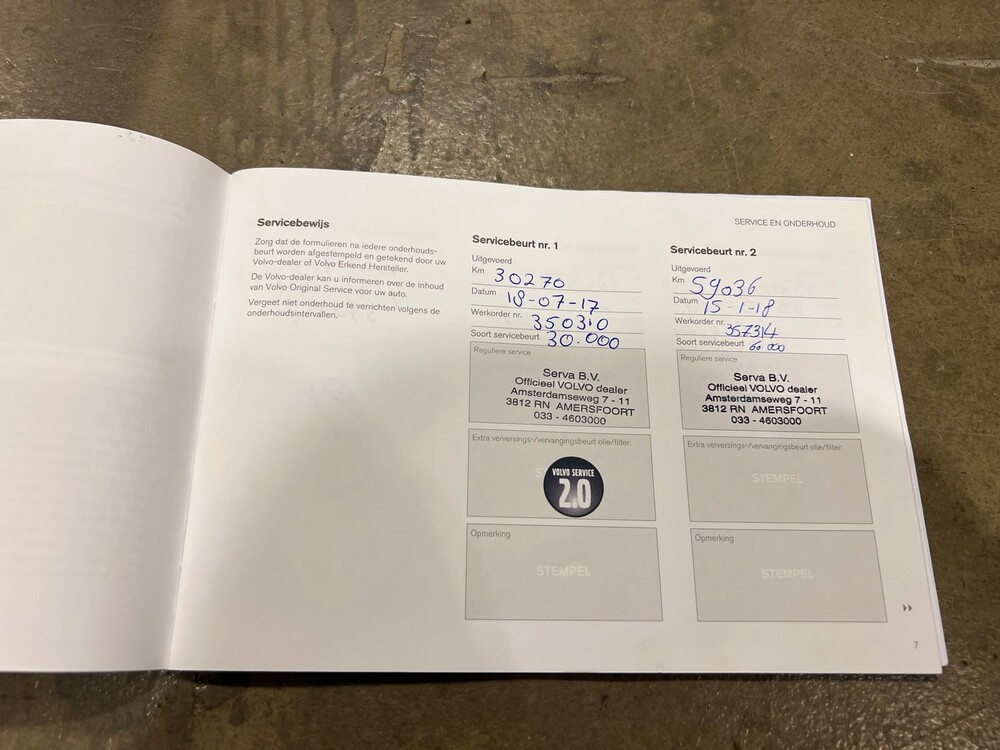 SERVICE EN ONDERHOUD
Servicebewijs
Zorg dat de formulieren na iedere onderhouds-
beurt worden afgestempeld en getekend door uw
Volvo-dealer of Volvo Erkend Hersteller.
De Volvo-dealer kan u informeren over de inhoud
van Volvo Original Service voor uw auto.
Vergeet niet onderhoud te verrichten volgens de
onderhoudsintervallen.
Servicebeurt nr. 1
Uitgevoerd
Km 30270
Datum 18-07-17
Werkorder nr. 350310
Soort servicebeurt 30.000
Reguliere service
Serva B.V.
Officieel VOLVO dealer
Amsterdamseweg 7 - 11
3812 RN AMERSFOORT
033 - 4603000
Extra verversings-/vervangingsbeurt olie/filter:
VOLVO SERVICE
2.0
Opmerking
STEMPEL
Servicebeurt nr. 2
Uitgevoerd
Km 59036
Datum 15-1-18
Werkorder nr. 357314
Soort servicebeurt 60 000
Reguliere service
Serva B.V.
Officieel VOLVO dealer
Amsterdamseweg 7 - 11
3812 RN AMERSFOORT
033 - 4603000
Extra verversings-/vervangingsbeurt olie/filter:
STEMPEL
Opmerking
STEMPEL
7